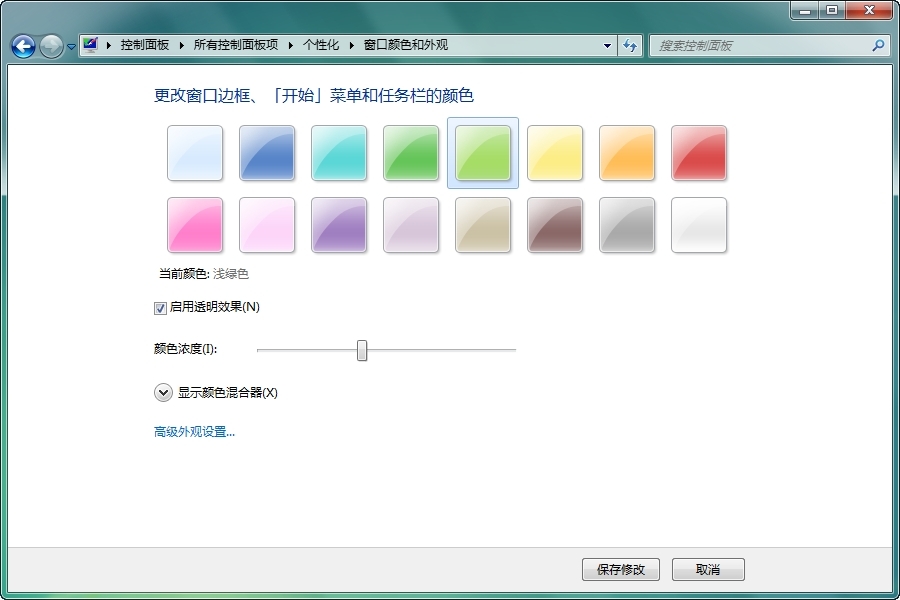 控制面板 ▸ 所有控制面板项 ▸ 个性化 ▸ 窗口颜色和外观
搜索控制面板
更改窗口边框、「开始」菜单和任务栏的颜色
当前颜色: 浅绿色
启用透明效果(N)
颜色浓度(I):
显示颜色混合器(X)
高级外观设置...
保存修改
取消